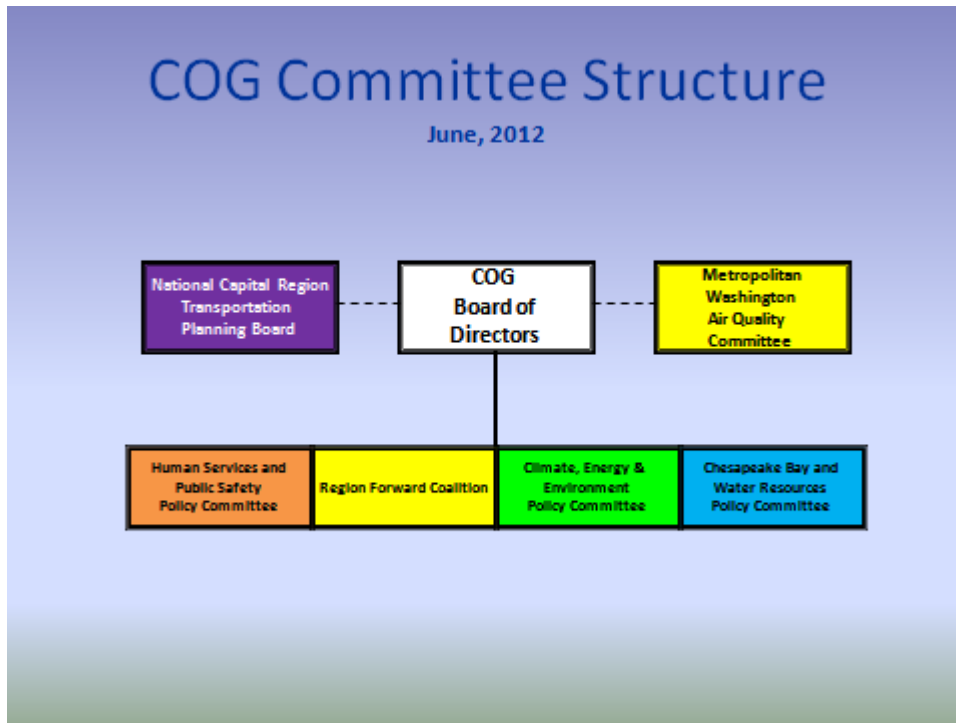 COG Committee Structure
June, 2012
National Capital Region
Transportation
Planning Board
COG
Board of
Directors
Metropolitan
Washington
Air Quality
Committee
Human Services and
Public Safety
Policy Committee
Region Forward Coalition
Climate, Energy &
Environment
Policy Committee
Chesapeake Bay and
Water Resources
Policy Committee